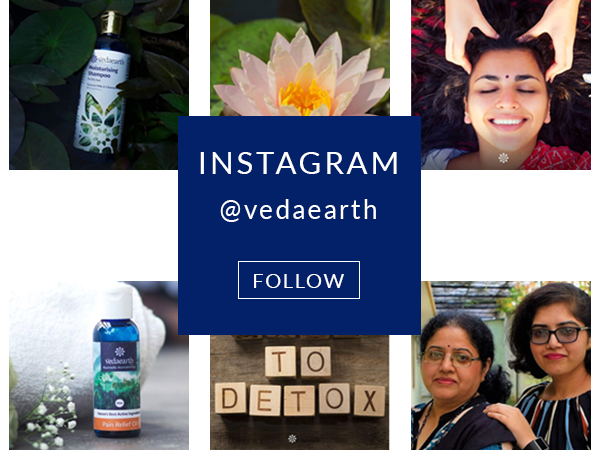 vedaearth
Moisturising
Shampoo
INSTAGRAM
@vedaearth
FOLLOW
vedaearth
Pain Relief Oil
TO
DETOX